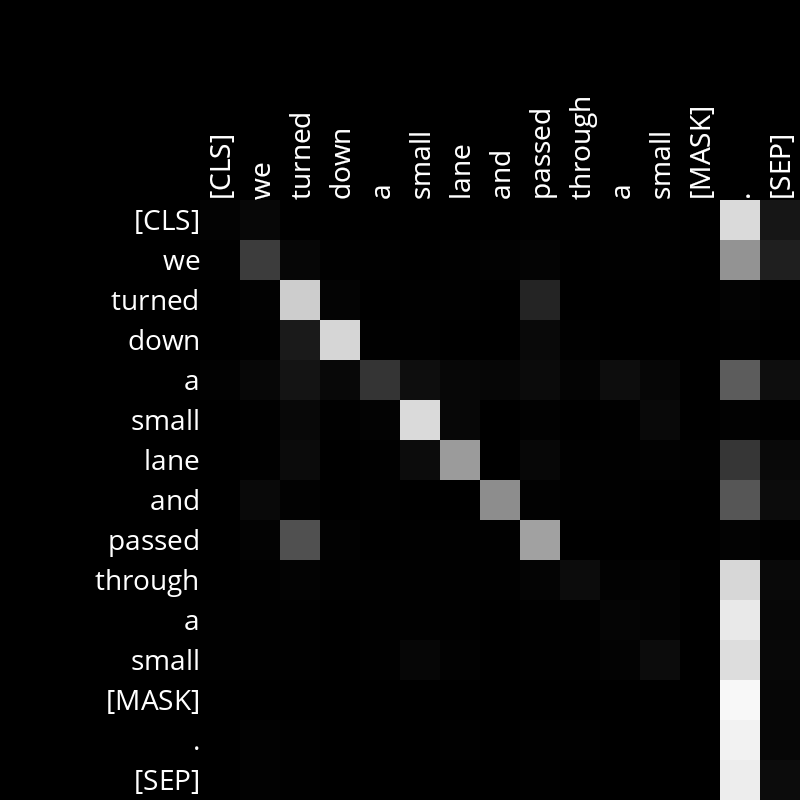 [CLS] we turned down a small lane and passed through a small [MASK] . [SEP]
[CLS]
we
turned
down
a
small
lane
and
passed
through
a
small
[MASK]
.
[SEP]